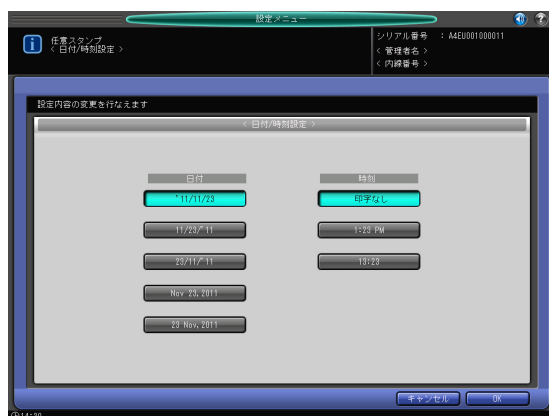 設定メニュー
任意スタンプ
< 日付/時刻設定 >
シリアル番号 : A4EU001000011
< 管理者名 >
< 内線番号 >
設定内容の変更を行なえます
< 日付/時刻設定 >
日付
時刻
'11/11/23
印字なし
11/23/'11
1:23 PM
23/11/'11
13:23
Nov 23, 2011
23 Nov, 2011
キャンセル
OK